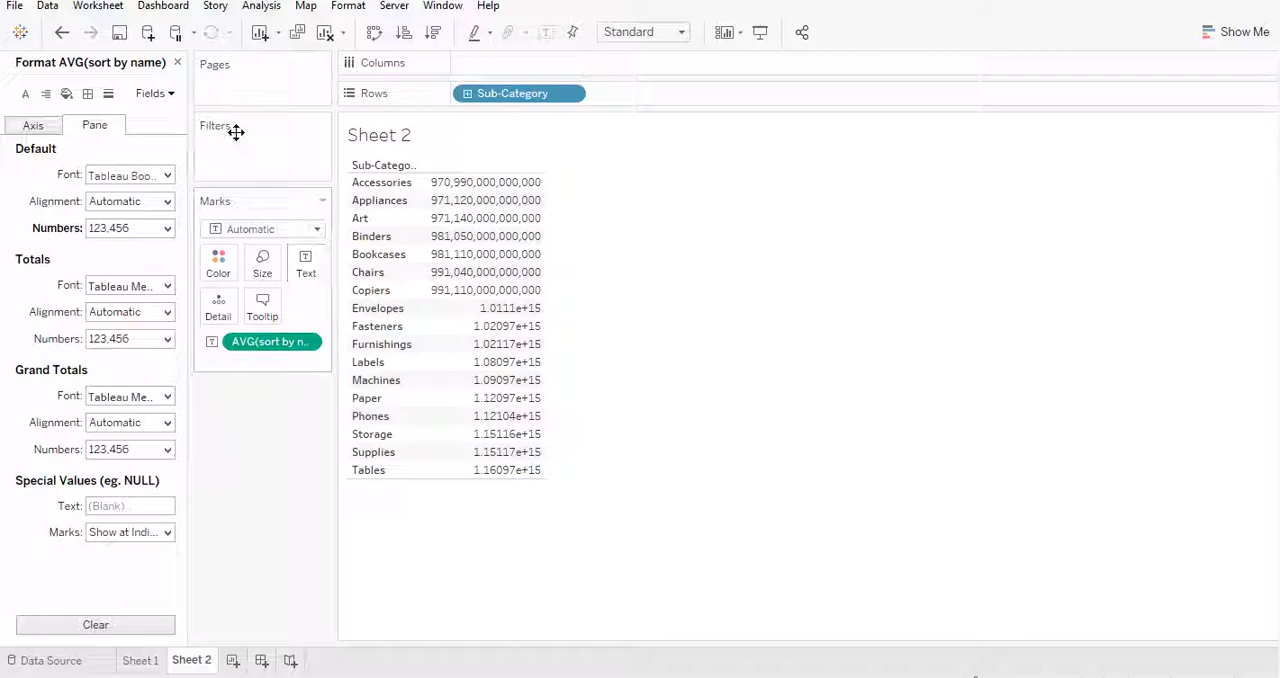 File Data Worksheet Dashboard Story Analysis Map Format Server Window Help
Standard
Show Me
Format AVG(sort by name)
Fields
Axis Pane
Default
Font: Tableau Boo..
Alignment: Automatic
Numbers: 123,456
Totals
Font: Tableau Me..
Alignment: Automatic
Numbers: 123,456
Grand Totals
Font: Tableau Me..
Alignment: Automatic
Numbers: 123,456
Special Values (eg. NULL)
Text: (Blank)
Marks: Show at Indi...
Clear
Pages
Filters
Marks
Automatic
Color Size Text
Detail Tooltip
AVG(sort by n..
Columns
Rows Sub-Category
Sheet 2
Sub-Catego..
Accessories 970,990,000,000,000
Appliances 971,120,000,000,000
Art 971,140,000,000,000
Binders 981,050,000,000,000
Bookcases 981,110,000,000,000
Chairs 991,040,000,000,000
Copiers 991,110,000,000,000
Envelopes 1.0111e+15
Fasteners 1.02097e+15
Furnishings 1.02117e+15
Labels 1.08097e+15
Machines 1.09097e+15
Paper 1.12097e+15
Phones 1.12104e+15
Storage 1.15116e+15
Supplies 1.15117e+15
Tables 1.16097e+15
Data Source Sheet 1 Sheet 2